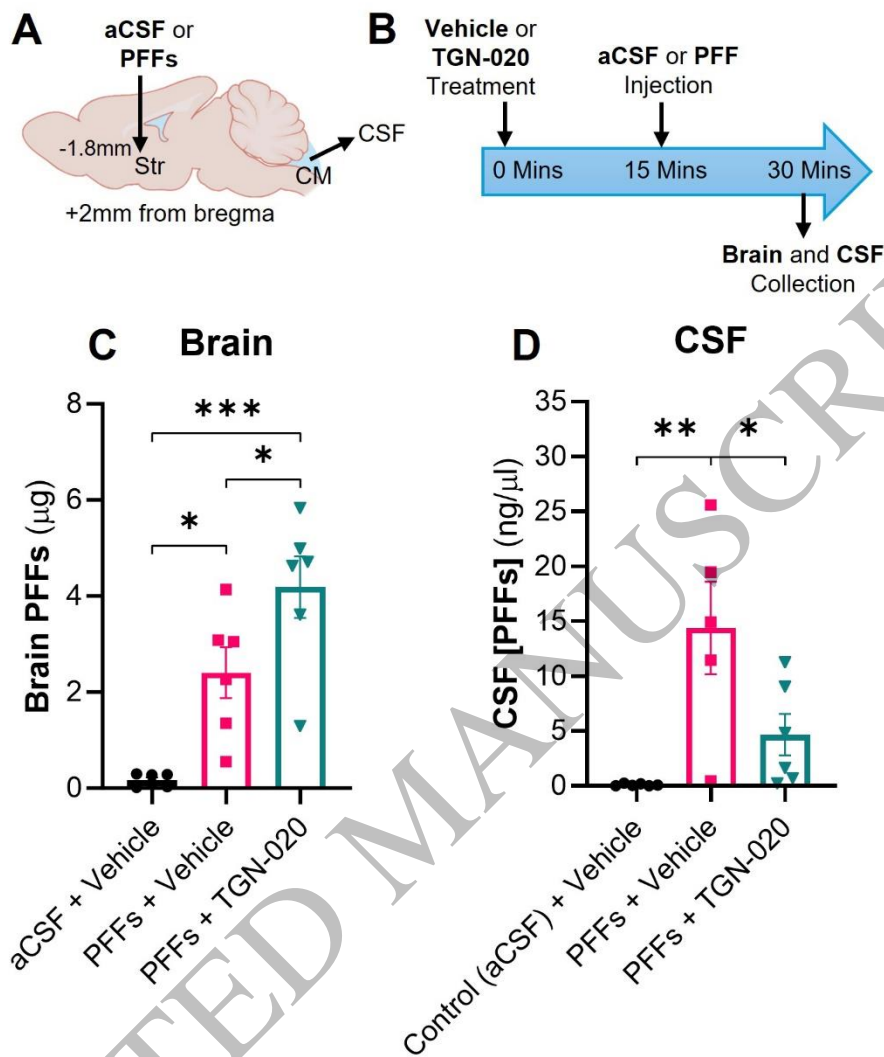 A
aCSF or
PFFs
-1.8mm
Str
CSF
CM
+2mm from bregma
B
Vehicle or
TGN-020
Treatment
aCSF or PFF
Injection
0 Mins
15 Mins
30 Mins
Brain and CSF
Collection
C
Brain
Brain PFFs (μg)
8
6
4
2
0
***
*
*
aCSF + Vehicle
PFFs + Vehicle
PFFs + TGN-020
D
CSF
CSF [PFFs] (ng/μl)
35
30
25
20
15
10
5
0
**
*
Control (aCSF) + Vehicle
PFFs + Vehicle
PFFs + TGN-020
TED MANUSCRI